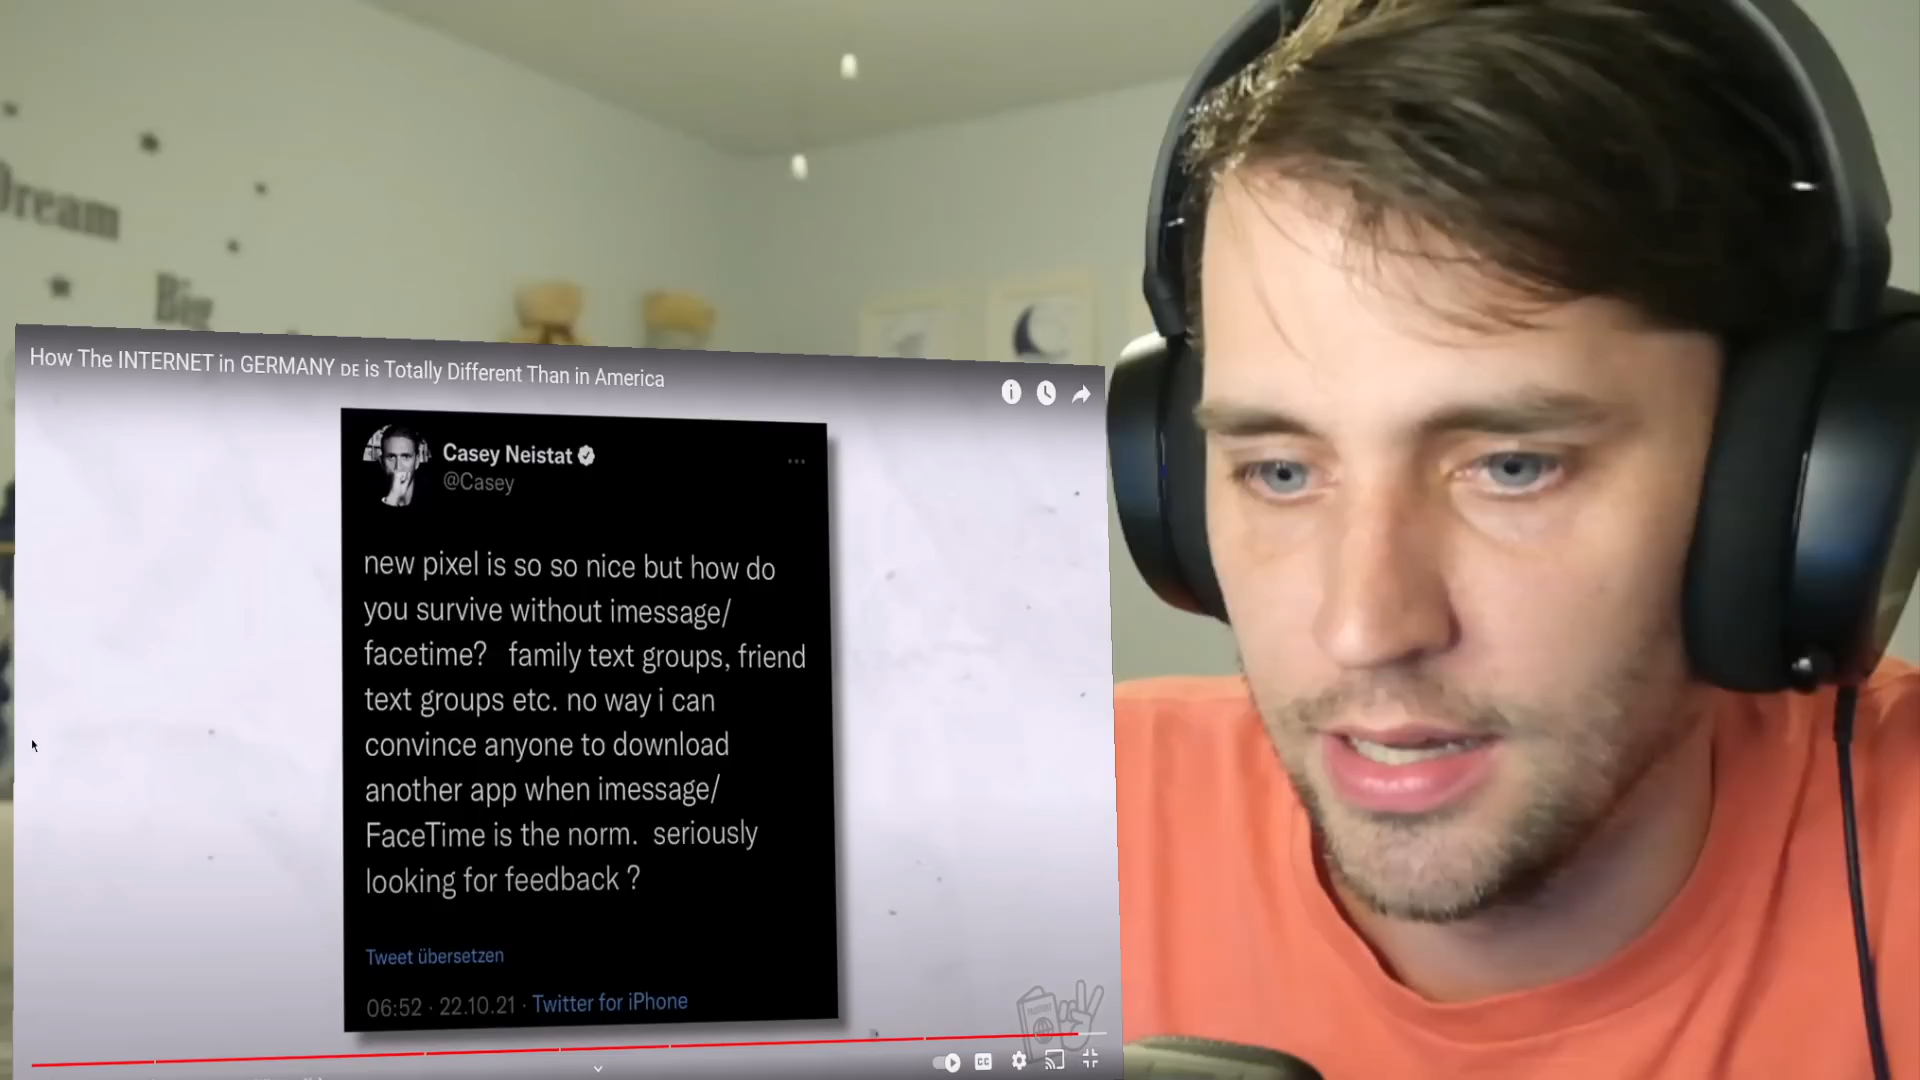 Dream
Big
How The INTERNET in GERMANY DE is Totally Different Than in America
Casey Neistat
@Casey
new pixel is so so nice but how do
you survive without imessage/
facetime?  family text groups, friend
text groups etc. no way i can
convince anyone to download
another app when imessage/
FaceTime is the norm.  seriously
looking for feedback ?
Tweet übersetzen
06:52 · 22.10.21 · Twitter for iPhone
CC